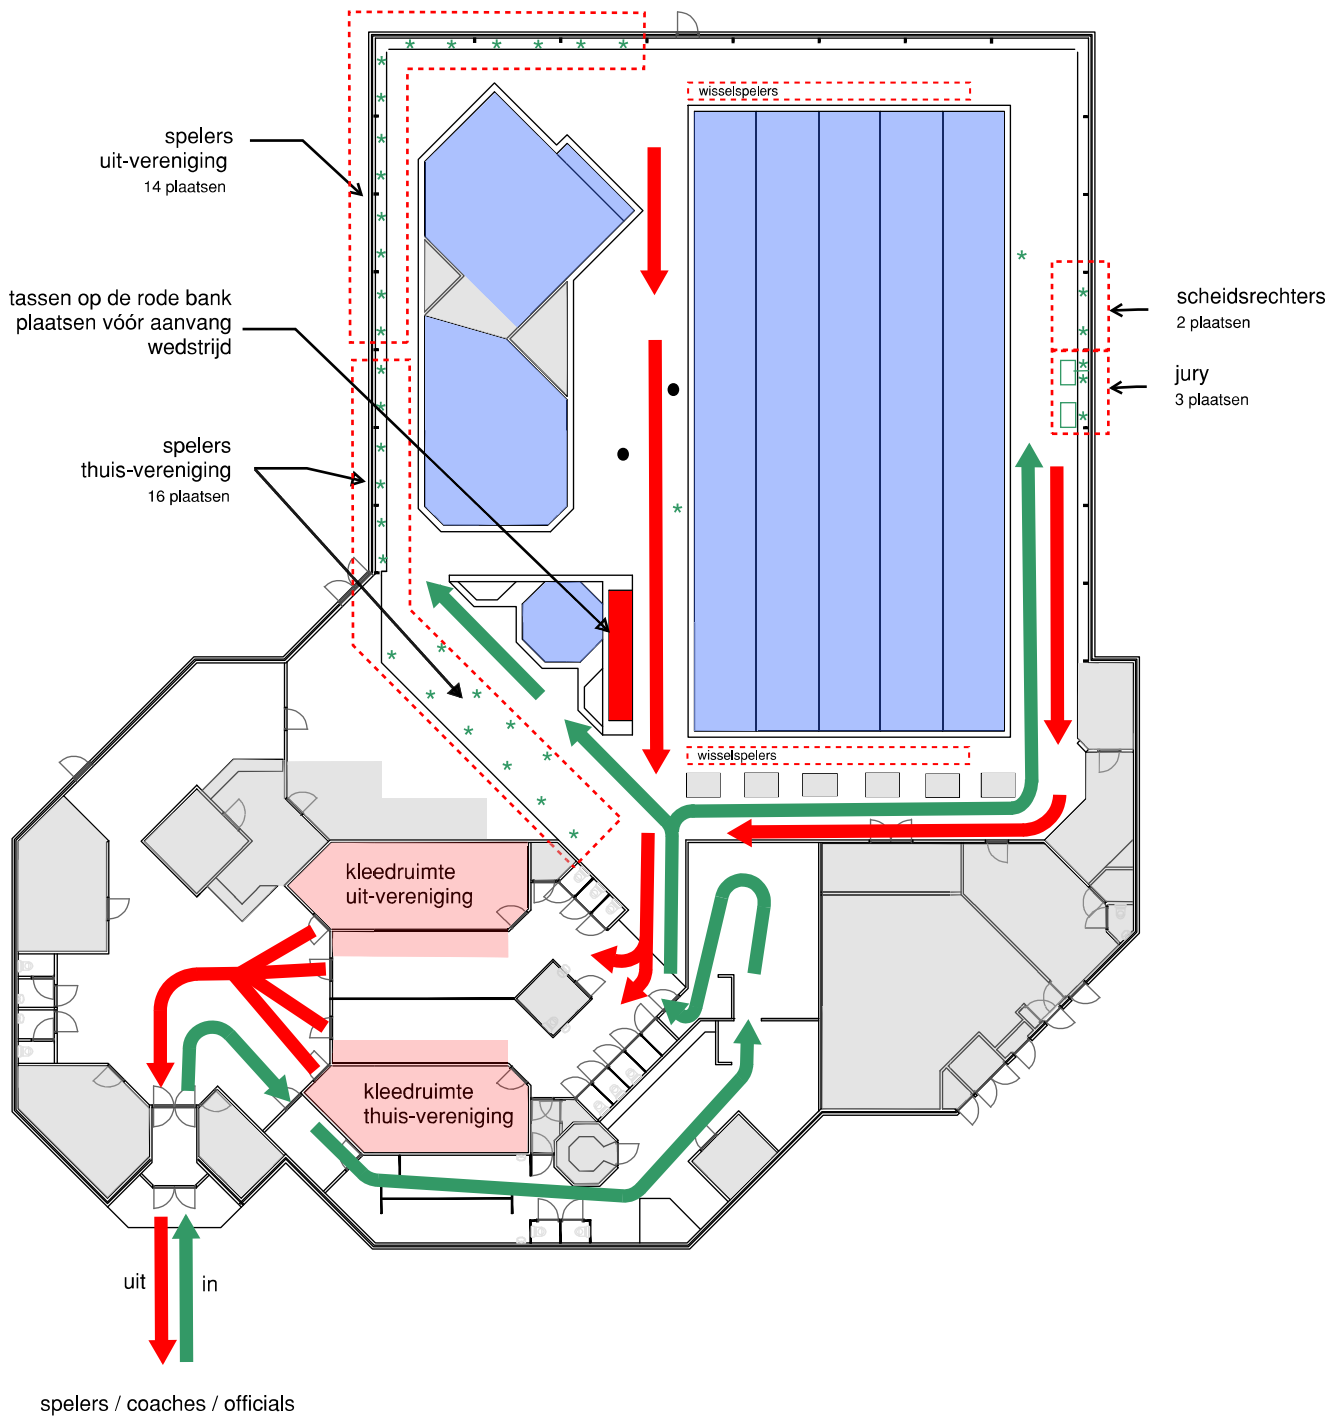 wisselspelers
spelers
uit-vereniging
14 plaatsen
tassen op de rode bank
plaatsen vóór aanvang
wedstrijd
scheidsrechters
2 plaatsen
jury
3 plaatsen
spelers
thuis-vereniging
16 plaatsen
wisselspelers
kleedruimte
uit-vereniging
kleedruimte
thuis-vereniging
uit
in
spelers / coaches / officials